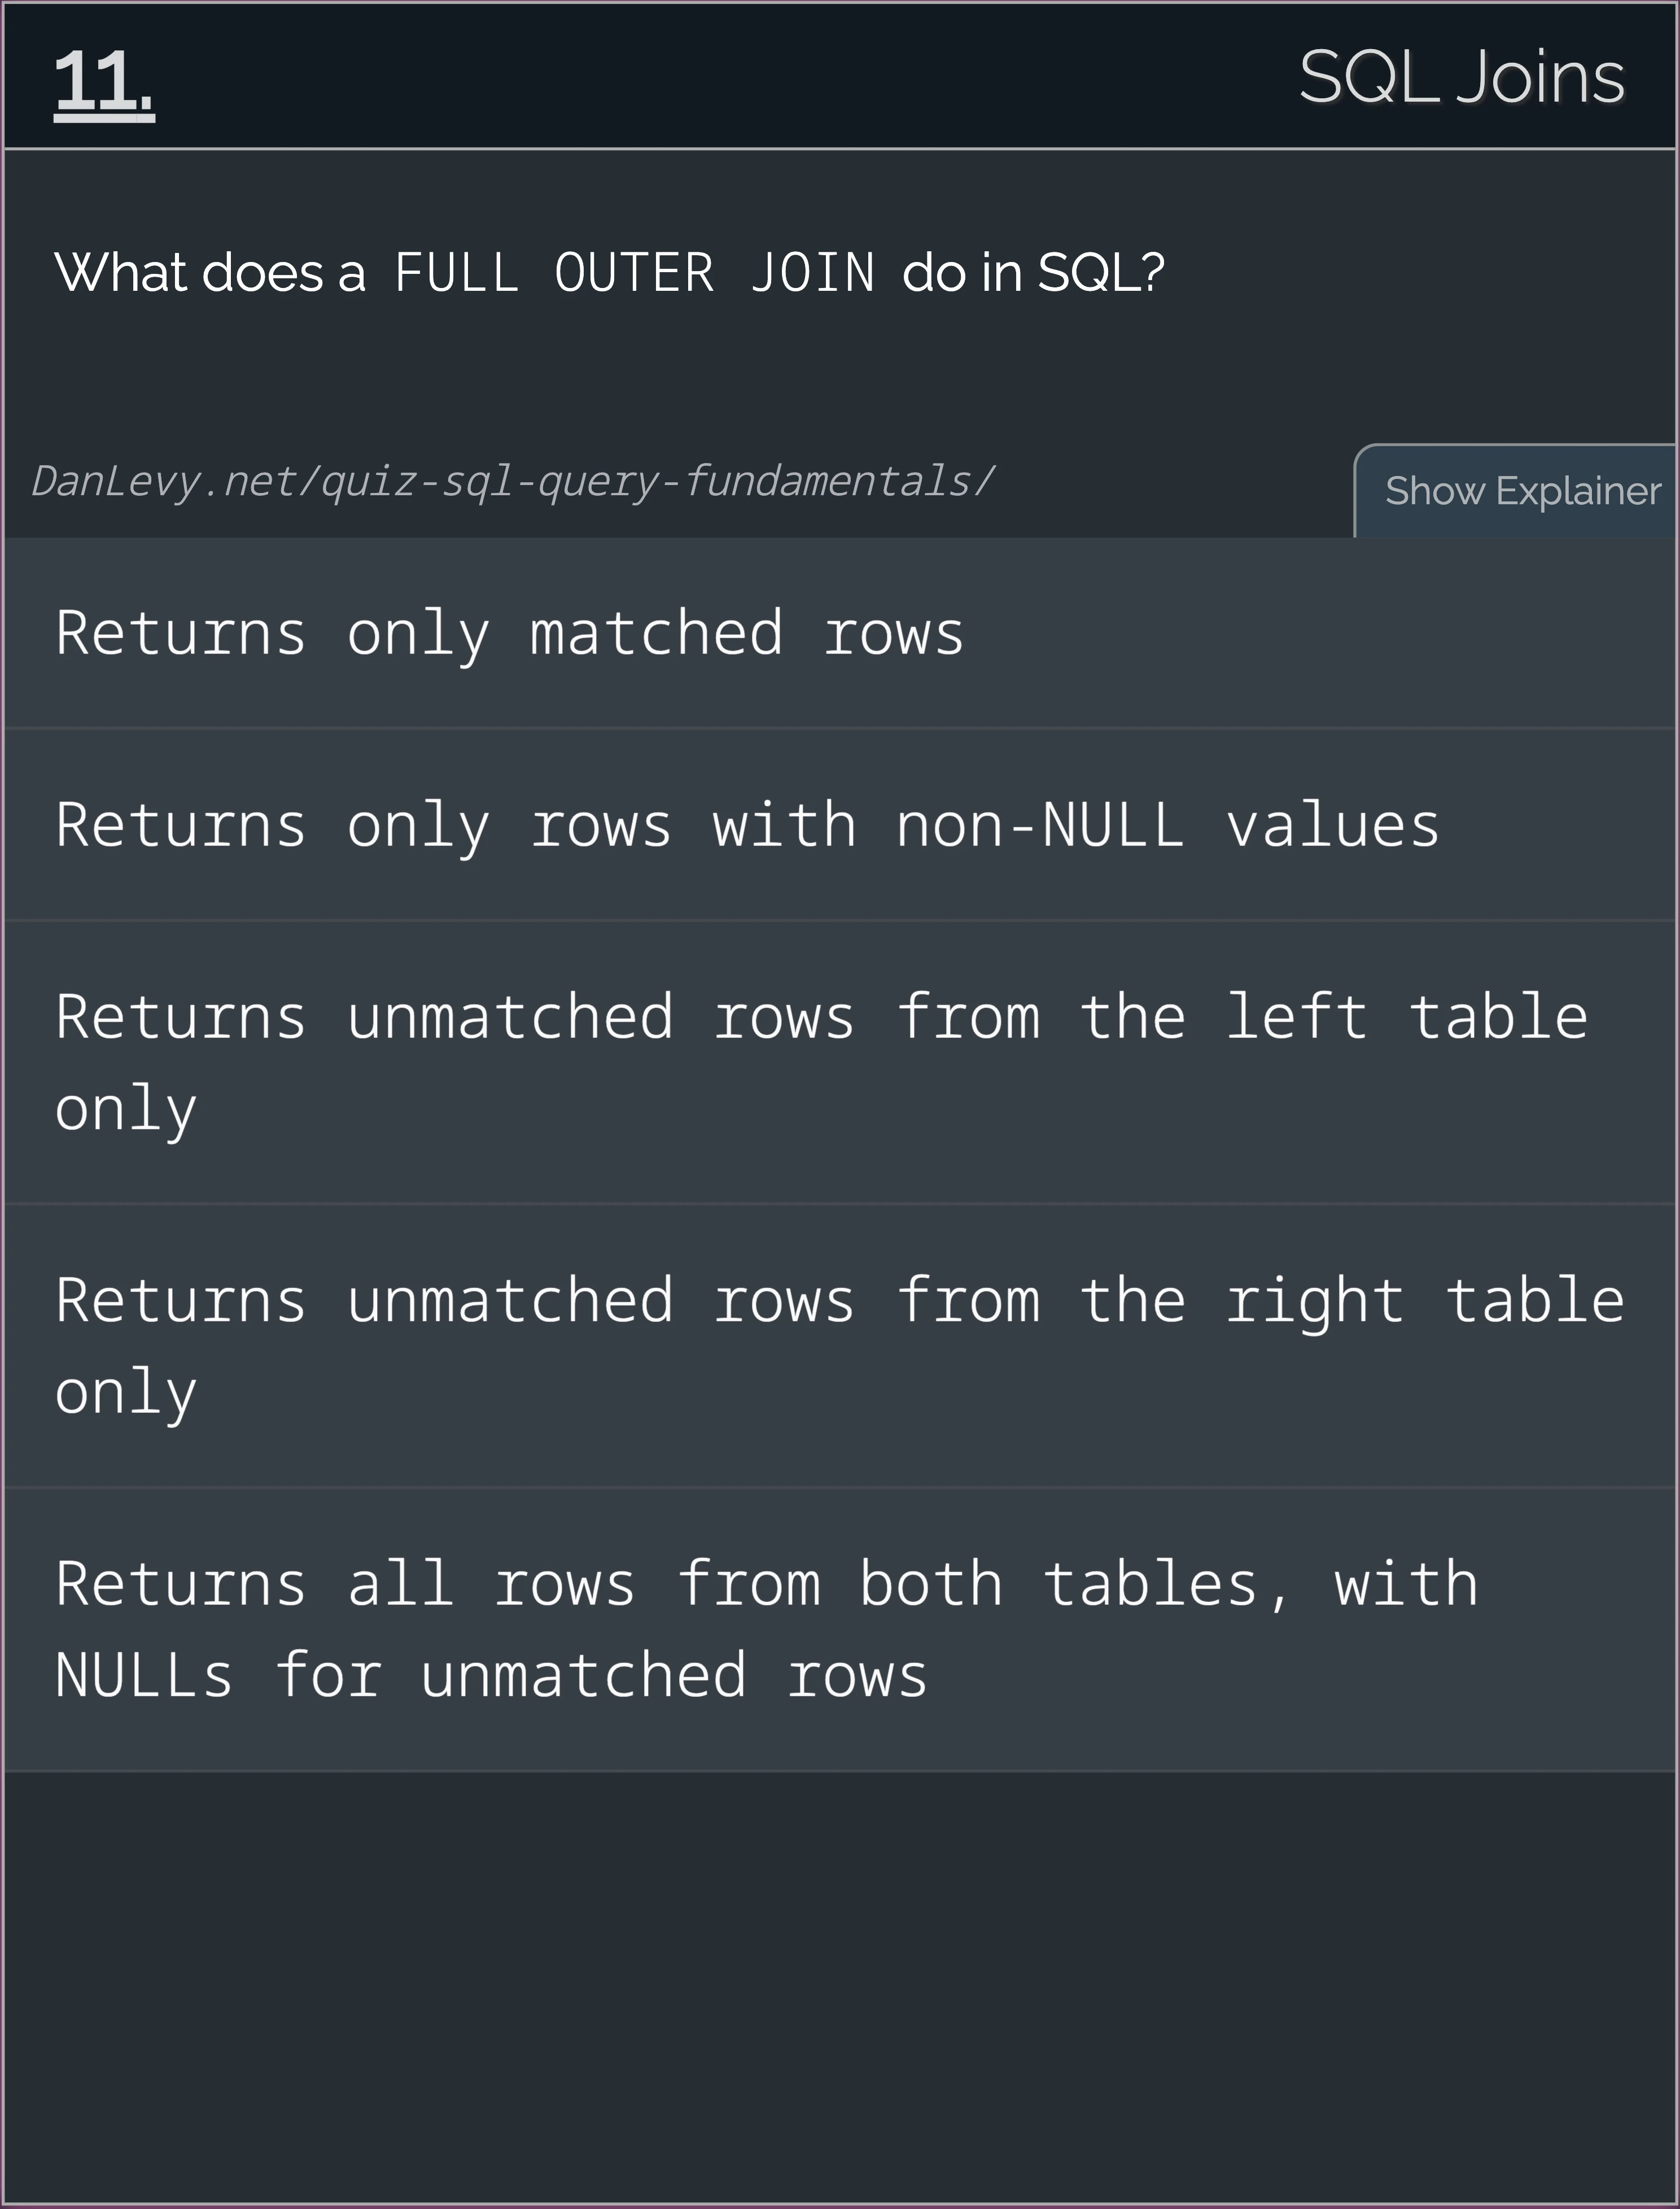 11.
SQL Joins
What does a FULL OUTER JOIN do in SQL?
DanLevy.net/quiz-sql-query-fundamentals/
Show Explainer
Returns only matched rows
Returns only rows with non-NULL values
Returns unmatched rows from the left table
only
Returns unmatched rows from the right table
only
Returns all rows from both tables, with
NULLs for unmatched rows